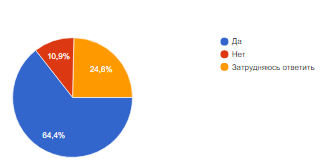 Да
Нет
Затрудняюсь ответить
10,9%
24,6%
64,4%